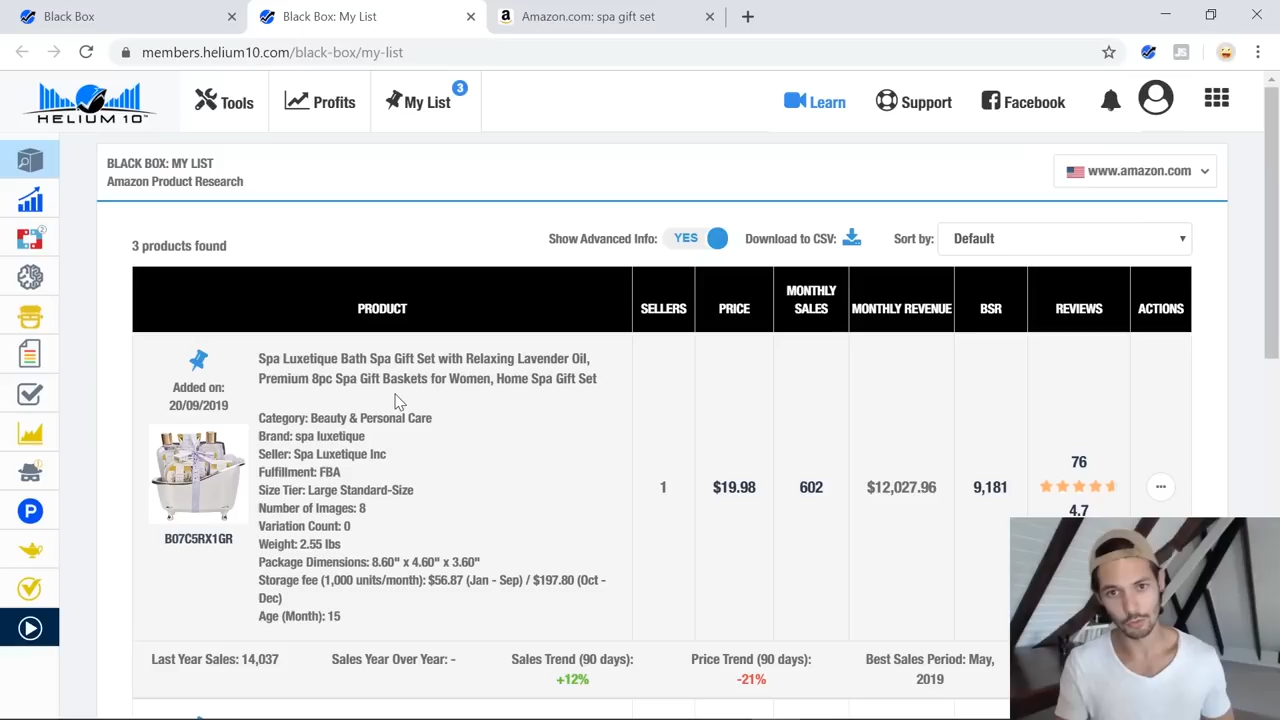 Black Box
Black Box: My List
Amazon.com: spa gift set
members.helium10.com/black-box/my-list
JS
HELIUM 10
Tools
Profits
My List
3
Learn
Support
Facebook
BLACK BOX: MY LIST
Amazon Product Research
www.amazon.com
2
3 products found
Show Advanced Info:
YES
Download to CSV:
Sort by:
Default
PRODUCT
SELLERS
PRICE
MONTHLY
SALES
MONTHLY REVENUE
BSR
REVIEWS
ACTIONS
Added on:
20/09/2019
B07C5RX1GR
Spa Luxetique Bath Spa Gift Set with Relaxing Lavender Oil,
Premium 8pc Spa Gift Baskets for Women, Home Spa Gift Set
Category: Beauty & Personal Care
Brand: spa luxetique
Seller: Spa Luxetique Inc
Fulfillment: FBA
Size Tier: Large Standard-Size
Number of Images: 8
Variation Count: 0
Weight: 2.55 lbs
Package Dimensions: 8.60" x 4.60" x 3.60"
Storage fee (1,000 units/month): $56.87 (Jan - Sep) / $197.80 (Oct -
Dec)
Age (Month): 15
1
$19.98
602
$12,027.96
9,181
76
4.7
P
Last Year Sales: 14,037
Sales Year Over Year: -
Sales Trend (90 days):
+12%
Price Trend (90 days):
-21%
Best Sales Period: May,
2019